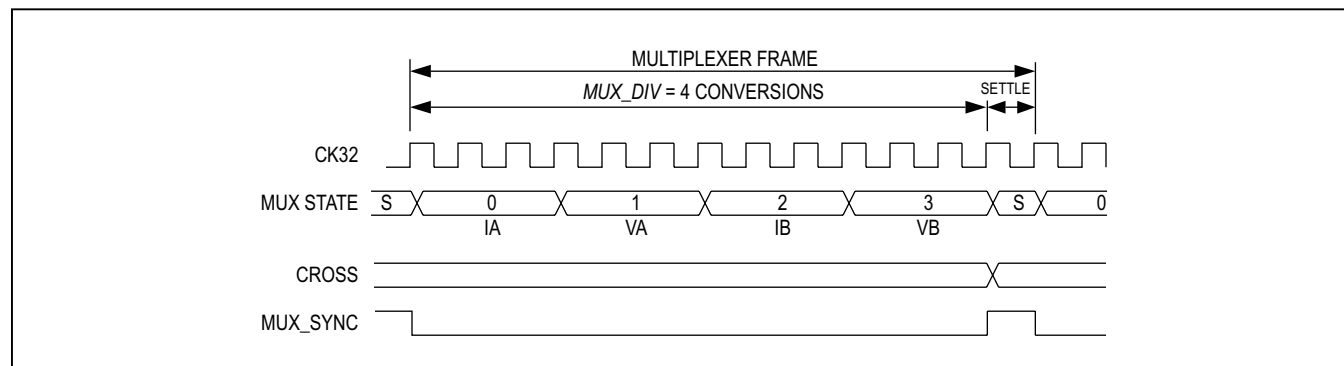 MULTIPLEXER FRAME
MUX_DIV = 4 CONVERSIONS SETTLE
CK32
MUX STATE S 0 1 2 3 S 0
IA VA IB VB
CROSS
MUX_SYNC